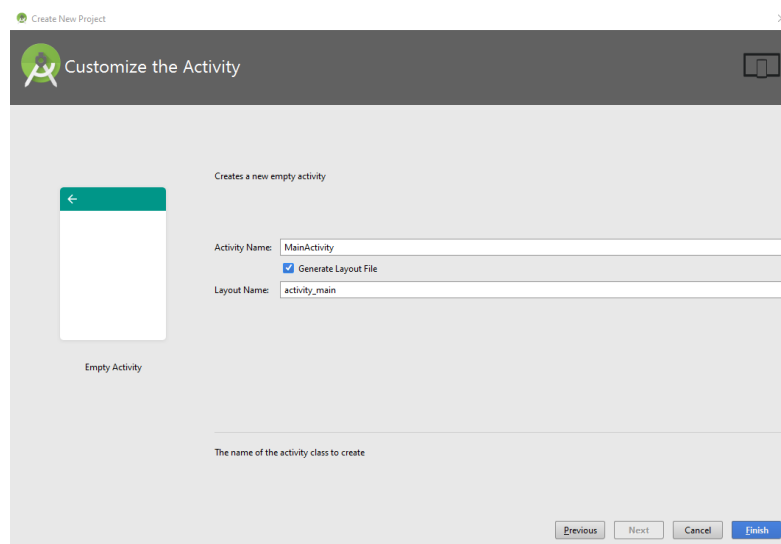 Create New Project
Customize the Activity
Creates a new empty activity
Activity Name: MainActivity
Generate Layout File
Layout Name: activity_main
Empty Activity
The name of the activity class to create
Previous Next Cancel Finish